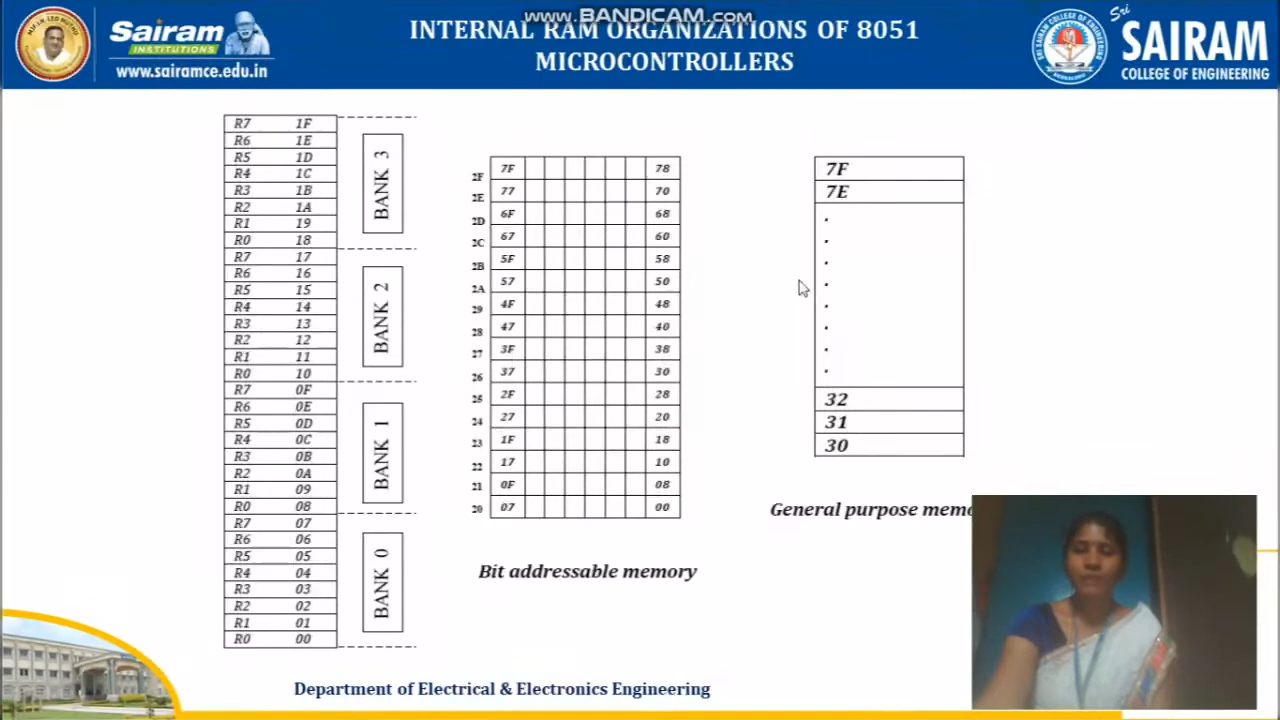 www.BANDICAM.com
Sairam
INSTITUTIONS
www.sairamce.edu.in
INTERNAL RAM ORGANIZATIONS OF 8051
MICROCONTROLLERS
Sri
SAIRAM
COLLEGE OF ENGINEERING
R7 1F
R6 1E
R5 1D
R4 1C
R3 1B
R2 1A
R1 19
R0 18
R7 17
R6 16
R5 15
R4 14
R3 13
R2 12
R1 11
R0 10
R7 0F
R6 0E
R5 0D
R4 0C
R3 0B
R2 0A
R1 09
R0 08
R7 07
R6 06
R5 05
R4 04
R3 03
R2 02
R1 01
R0 00
BANK 3
BANK 2
BANK 1
BANK 0
2F 7F 78
2E 77 70
2D 6F 68
2C 67 60
2B 5F 58
2A 57 50
29 4F 48
28 47 40
27 3F 38
26 37 30
25 2F 28
24 27 20
23 1F 18
22 17 10
21 0F 08
20 07 00
Bit addressable memory
7F
7E
.
.
.
.
.
.
.
.
32
31
30
General purpose memo
Department of Electrical & Electronics Engineering